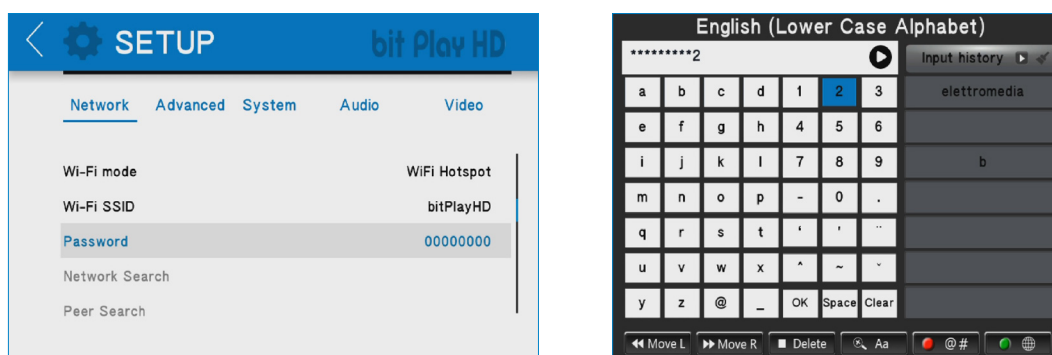 SETUP
bit Play HD
Network Advanced System Audio Video
Wi-Fi mode WiFi Hotspot
Wi-Fi SSID bitPlayHD
Password 00000000
Network Search
Peer Search
English (Lower Case Alphabet)
*********2
Input history
a b c d 1 2 3 elettromedia
e f g h 4 5 6
i j k l 7 8 9 b
m n o p - 0 .
q r s t ' ' ¨
u v w x ^ ~ ˇ
y z @ _ OK Space Clear
Move L Move R Delete Aa @#